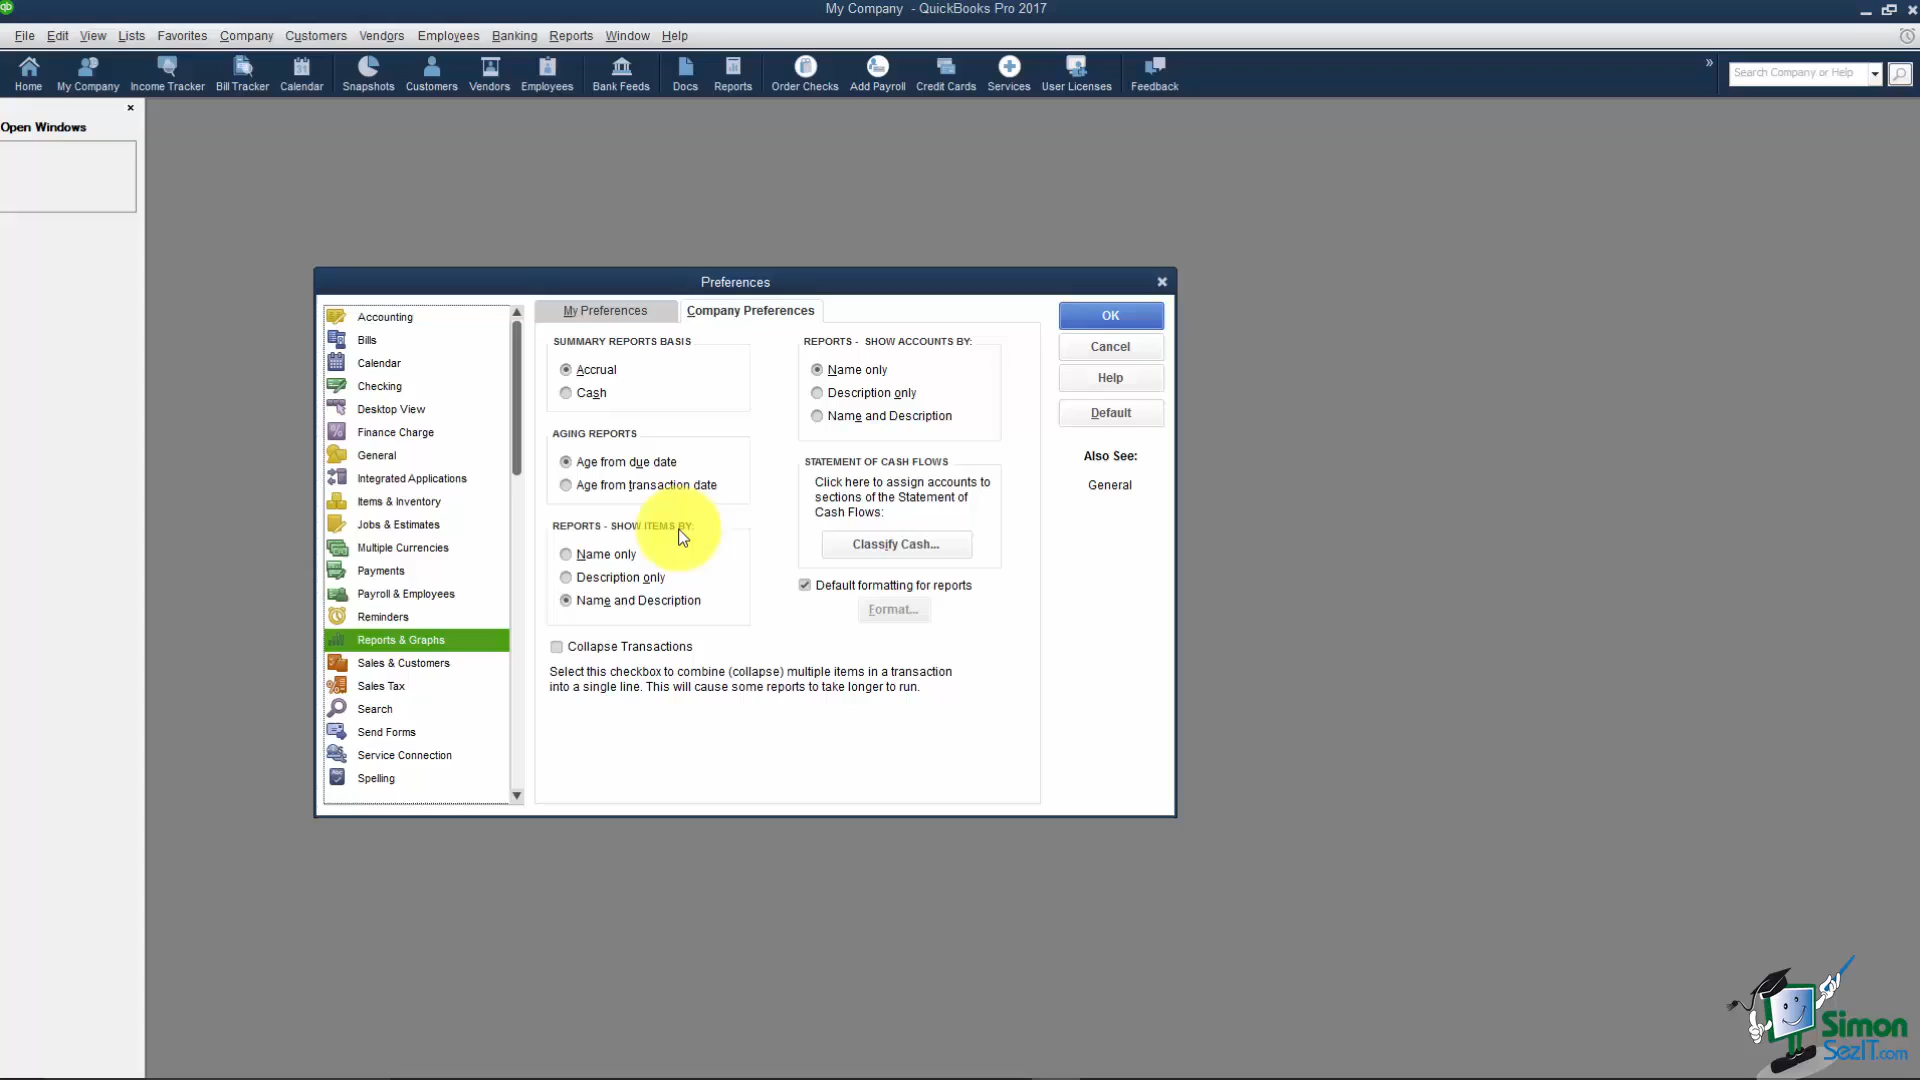 qb
My Company - QuickBooks Pro 2017
File Edit View Lists Favorites Company Customers Vendors Employees Banking Reports Window Help
Home My Company Income Tracker Bill Tracker Calendar Snapshots Customers Vendors Employees Bank Feeds Docs Reports Order Checks Add Payroll Credit Cards Services User Licenses Feedback
» Search Company or Help
Open Windows
Preferences
Accounting
Bills
Calendar
Checking
Desktop View
Finance Charge
General
Integrated Applications
Items & Inventory
Jobs & Estimates
Multiple Currencies
Payments
Payroll & Employees
Reminders
Reports & Graphs
Sales & Customers
Sales Tax
Search
Send Forms
Service Connection
Spelling
My Preferences
Company Preferences
SUMMARY REPORTS BASIS
Accrual
Cash
AGING REPORTS
Age from due date
Age from transaction date
REPORTS - SHOW ITEMS BY:
Name only
Description only
Name and Description
Collapse Transactions
Select this checkbox to combine (collapse) multiple items in a transaction
into a single line. This will cause some reports to take longer to run.
REPORTS - SHOW ACCOUNTS BY:
Name only
Description only
Name and Description
STATEMENT OF CASH FLOWS
Click here to assign accounts to
sections of the Statement of
Cash Flows:
Classify Cash...
Default formatting for reports
Format...
OK
Cancel
Help
Default
Also See:
General
Simon
SezIT.com